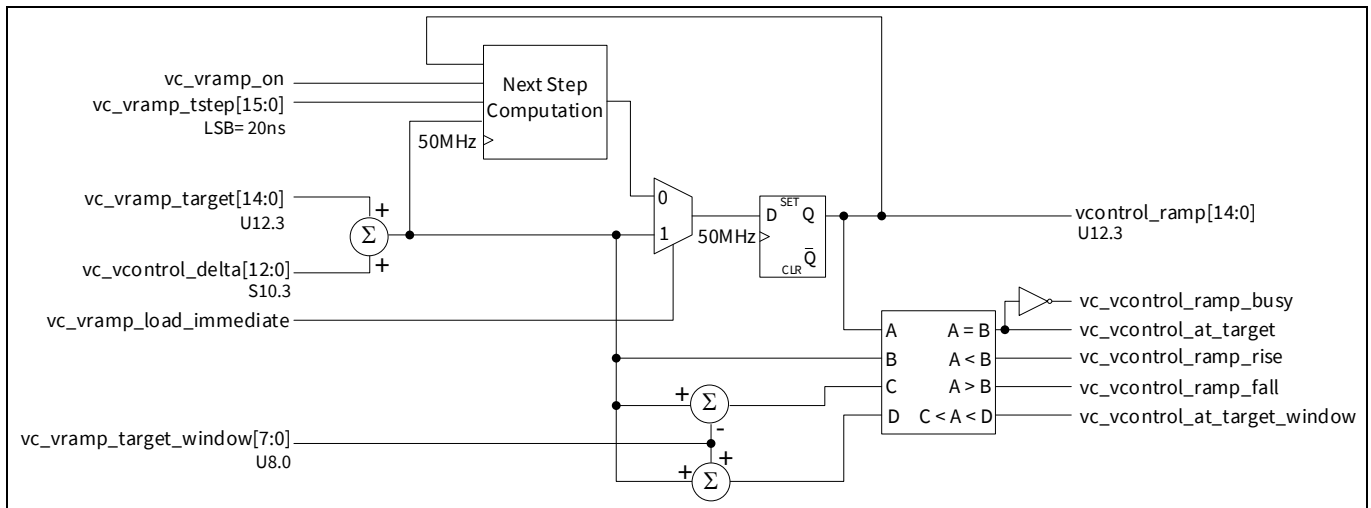 vc_vramp_on
vc_vramp_tstep[15:0]
LSB= 20ns
Next Step
Computation
50MHz
vc_vramp_target[14:0]
U12.3
+
Σ
+
vc_vcontrol_delta[12:0]
S10.3
vc_vramp_load_immediate
0
1
50MHz
SET
D Q
Q̅
CLR
vcontrol_ramp[14:0]
U12.3
vc_vcontrol_ramp_busy
A A = B vc_vcontrol_at_target
B A < B vc_vcontrol_ramp_rise
C A > B vc_vcontrol_ramp_fall
D C < A < D vc_vcontrol_at_target_window
+ Σ
-
vc_vramp_target_window[7:0]
U8.0
+
+ Σ